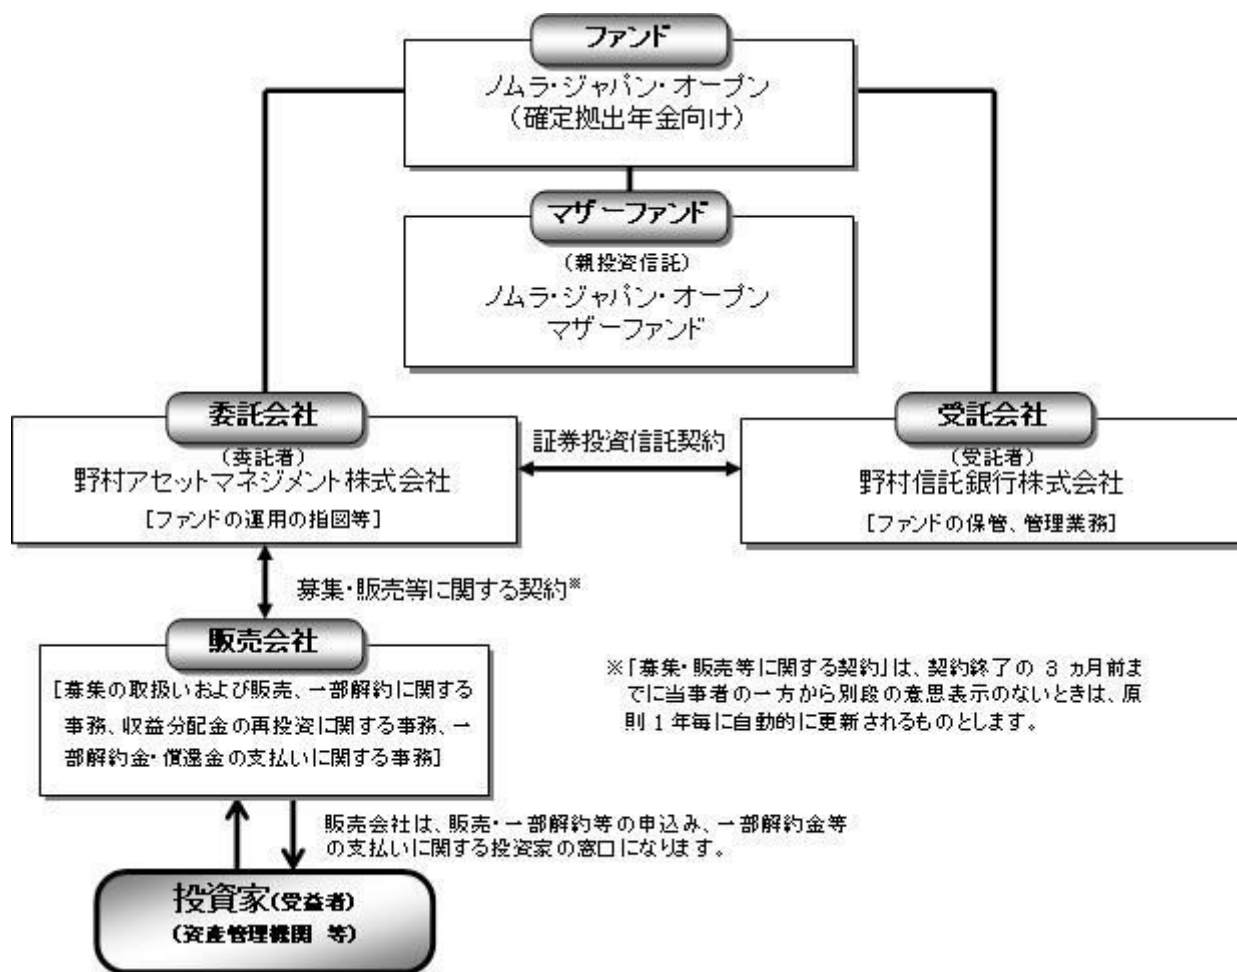 ファンド
ノムラ・ジャパン・オープン
（確定拠出年金向け）
マザーファンド
（親投資信託）
ノムラ・ジャパン・オープン
マザーファンド
委託会社
（委託者）
野村アセットマネジメント株式会社
［ファンドの運用の指図等］
証券投資信託契約
受託会社
（受託者）
野村信託銀行株式会社
［ファンドの保管、管理業務］
募集・販売等に関する契約※
販売会社
［募集の取扱いおよび販売、一部解約に関する
事務、収益分配金の再投資に関する事務、一
部解約金・償還金の支払いに関する事務］
※「募集・販売等に関する契約」は、契約終了の 3 ヵ月前ま
でに当事者の一方から別段の意思表示のないときは、原
則 1 年毎に自動的に更新されるものとします。
販売会社は、販売・一部解約等の申込み、一部解約金等
の支払いに関する投資家の窓口になります。
投資家(受益者)
(資産管理機関 等)